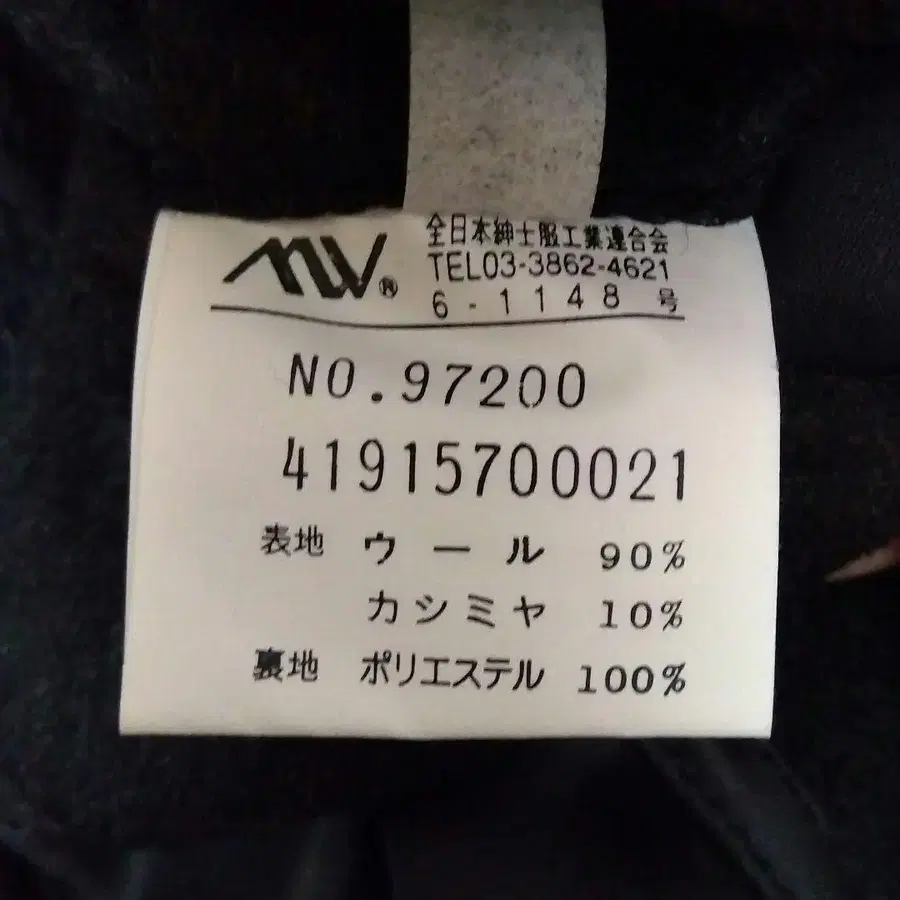 MW®
全日本紳士服工業連合会
TEL03-3862-4621
6-1148 号
NO.97200
41915700021
表地 ウール 90%
カシミヤ 10%
裏地 ポリエステル 100%